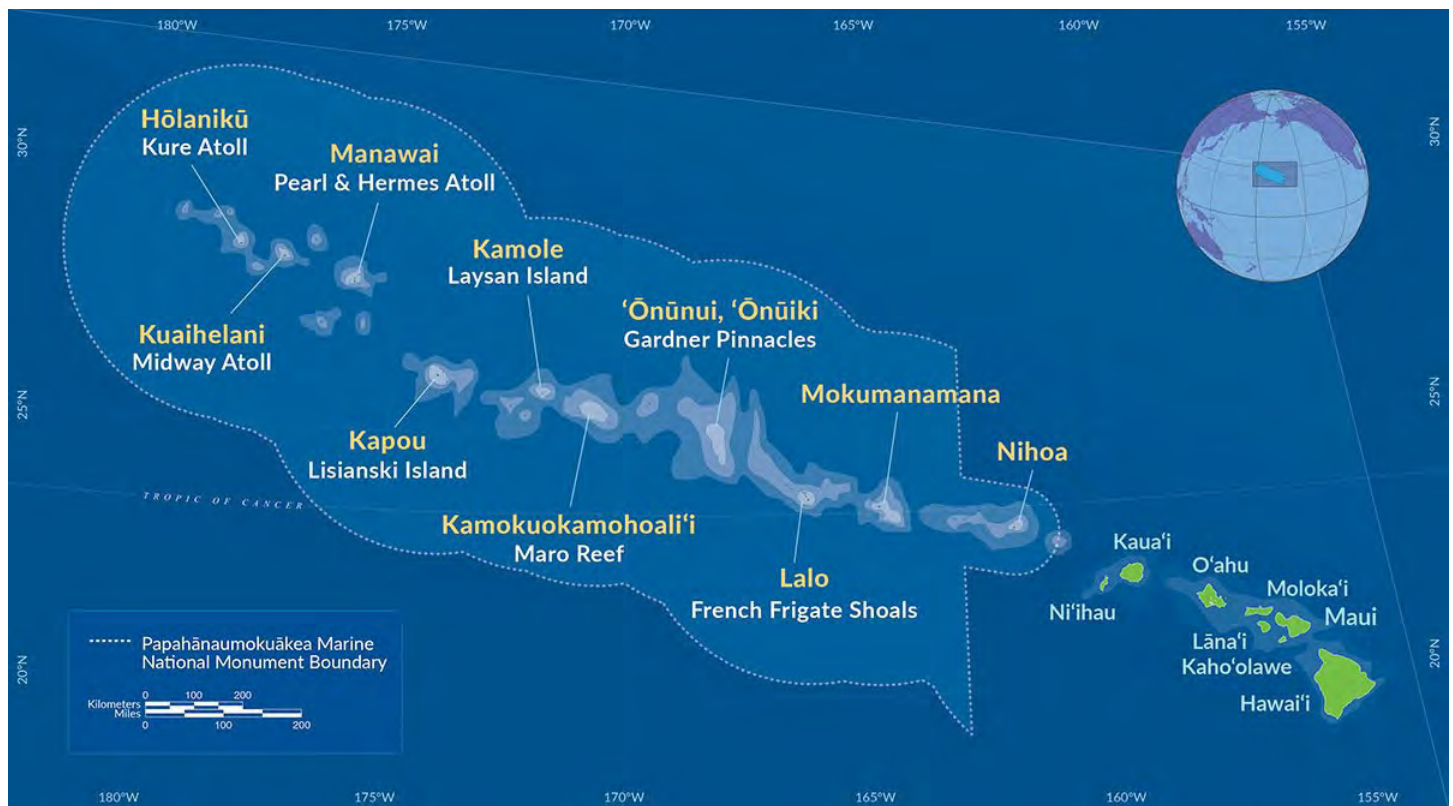 180°W
175°W
170°W
165°W
160°W
155°W
30°N
30°N
Hōlanikū
Kure Atoll
Manawai
Pearl & Hermes Atoll
Kamole
Laysan Island
ʻŌnūnui, ʻŌnūiki
Gardner Pinnacles
Kuaihelani
Midway Atoll
25°N
25°N
Mokumanamana
Nihoa
Kapou
Lisianski Island
TROPIC OF CANCER
Kamokuokamohoaliʻi
Maro Reef
Lalo
French Frigate Shoals
Kauaʻi
Niʻihau
Oʻahu
Molokaʻi
Maui
Lānaʻi
Kahoʻolawe
Hawaiʻi
20°N
20°N
Papahānaumokuākea Marine
National Monument Boundary
0 100 200
Kilometers
Miles
0 100 200
180°W
175°W
170°W
165°W
160°W
155°W